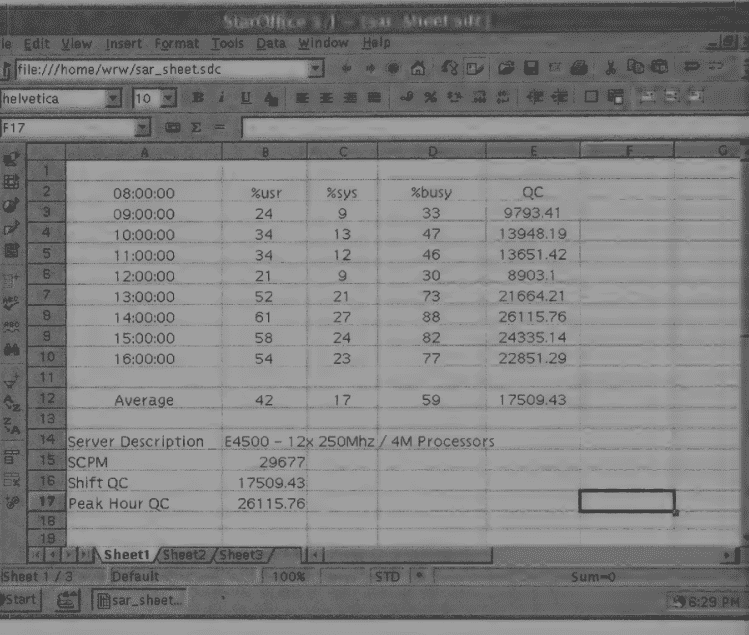 StarOffice 5.1 - [sar_sheet.sdc]
Edit View Insert Format Tools Data Window Help
file:///home/wrw/sar_sheet.sdc
helvetica 10 B i U A
F17 Σ =
A B C D E F G
1
2 08:00:00 %usr %sys %busy QC
3 09:00:00 24 9 33 9793.41
4 10:00:00 34 13 47 13948.19
5 11:00:00 34 12 46 13651.42
6 12:00:00 21 9 30 8903.1
7 13:00:00 52 21 73 21664.21
8 14:00:00 61 27 88 26115.76
9 15:00:00 58 24 82 24335.14
10 16:00:00 54 23 77 22851.29
11
12 Average 42 17 59 17509.43
13
14 Server Description _ E4500 - 12x 250Mhz / 4M Processors
15 SCPM 29677
16 Shift QC 17509.43
17 Peak Hour QC 26115.76
18
19
Sheet1 Sheet2 Sheet3
Sheet 1 / 3 Default 100% STD * Sum=0
Start sar_sheet... 6:29 PM